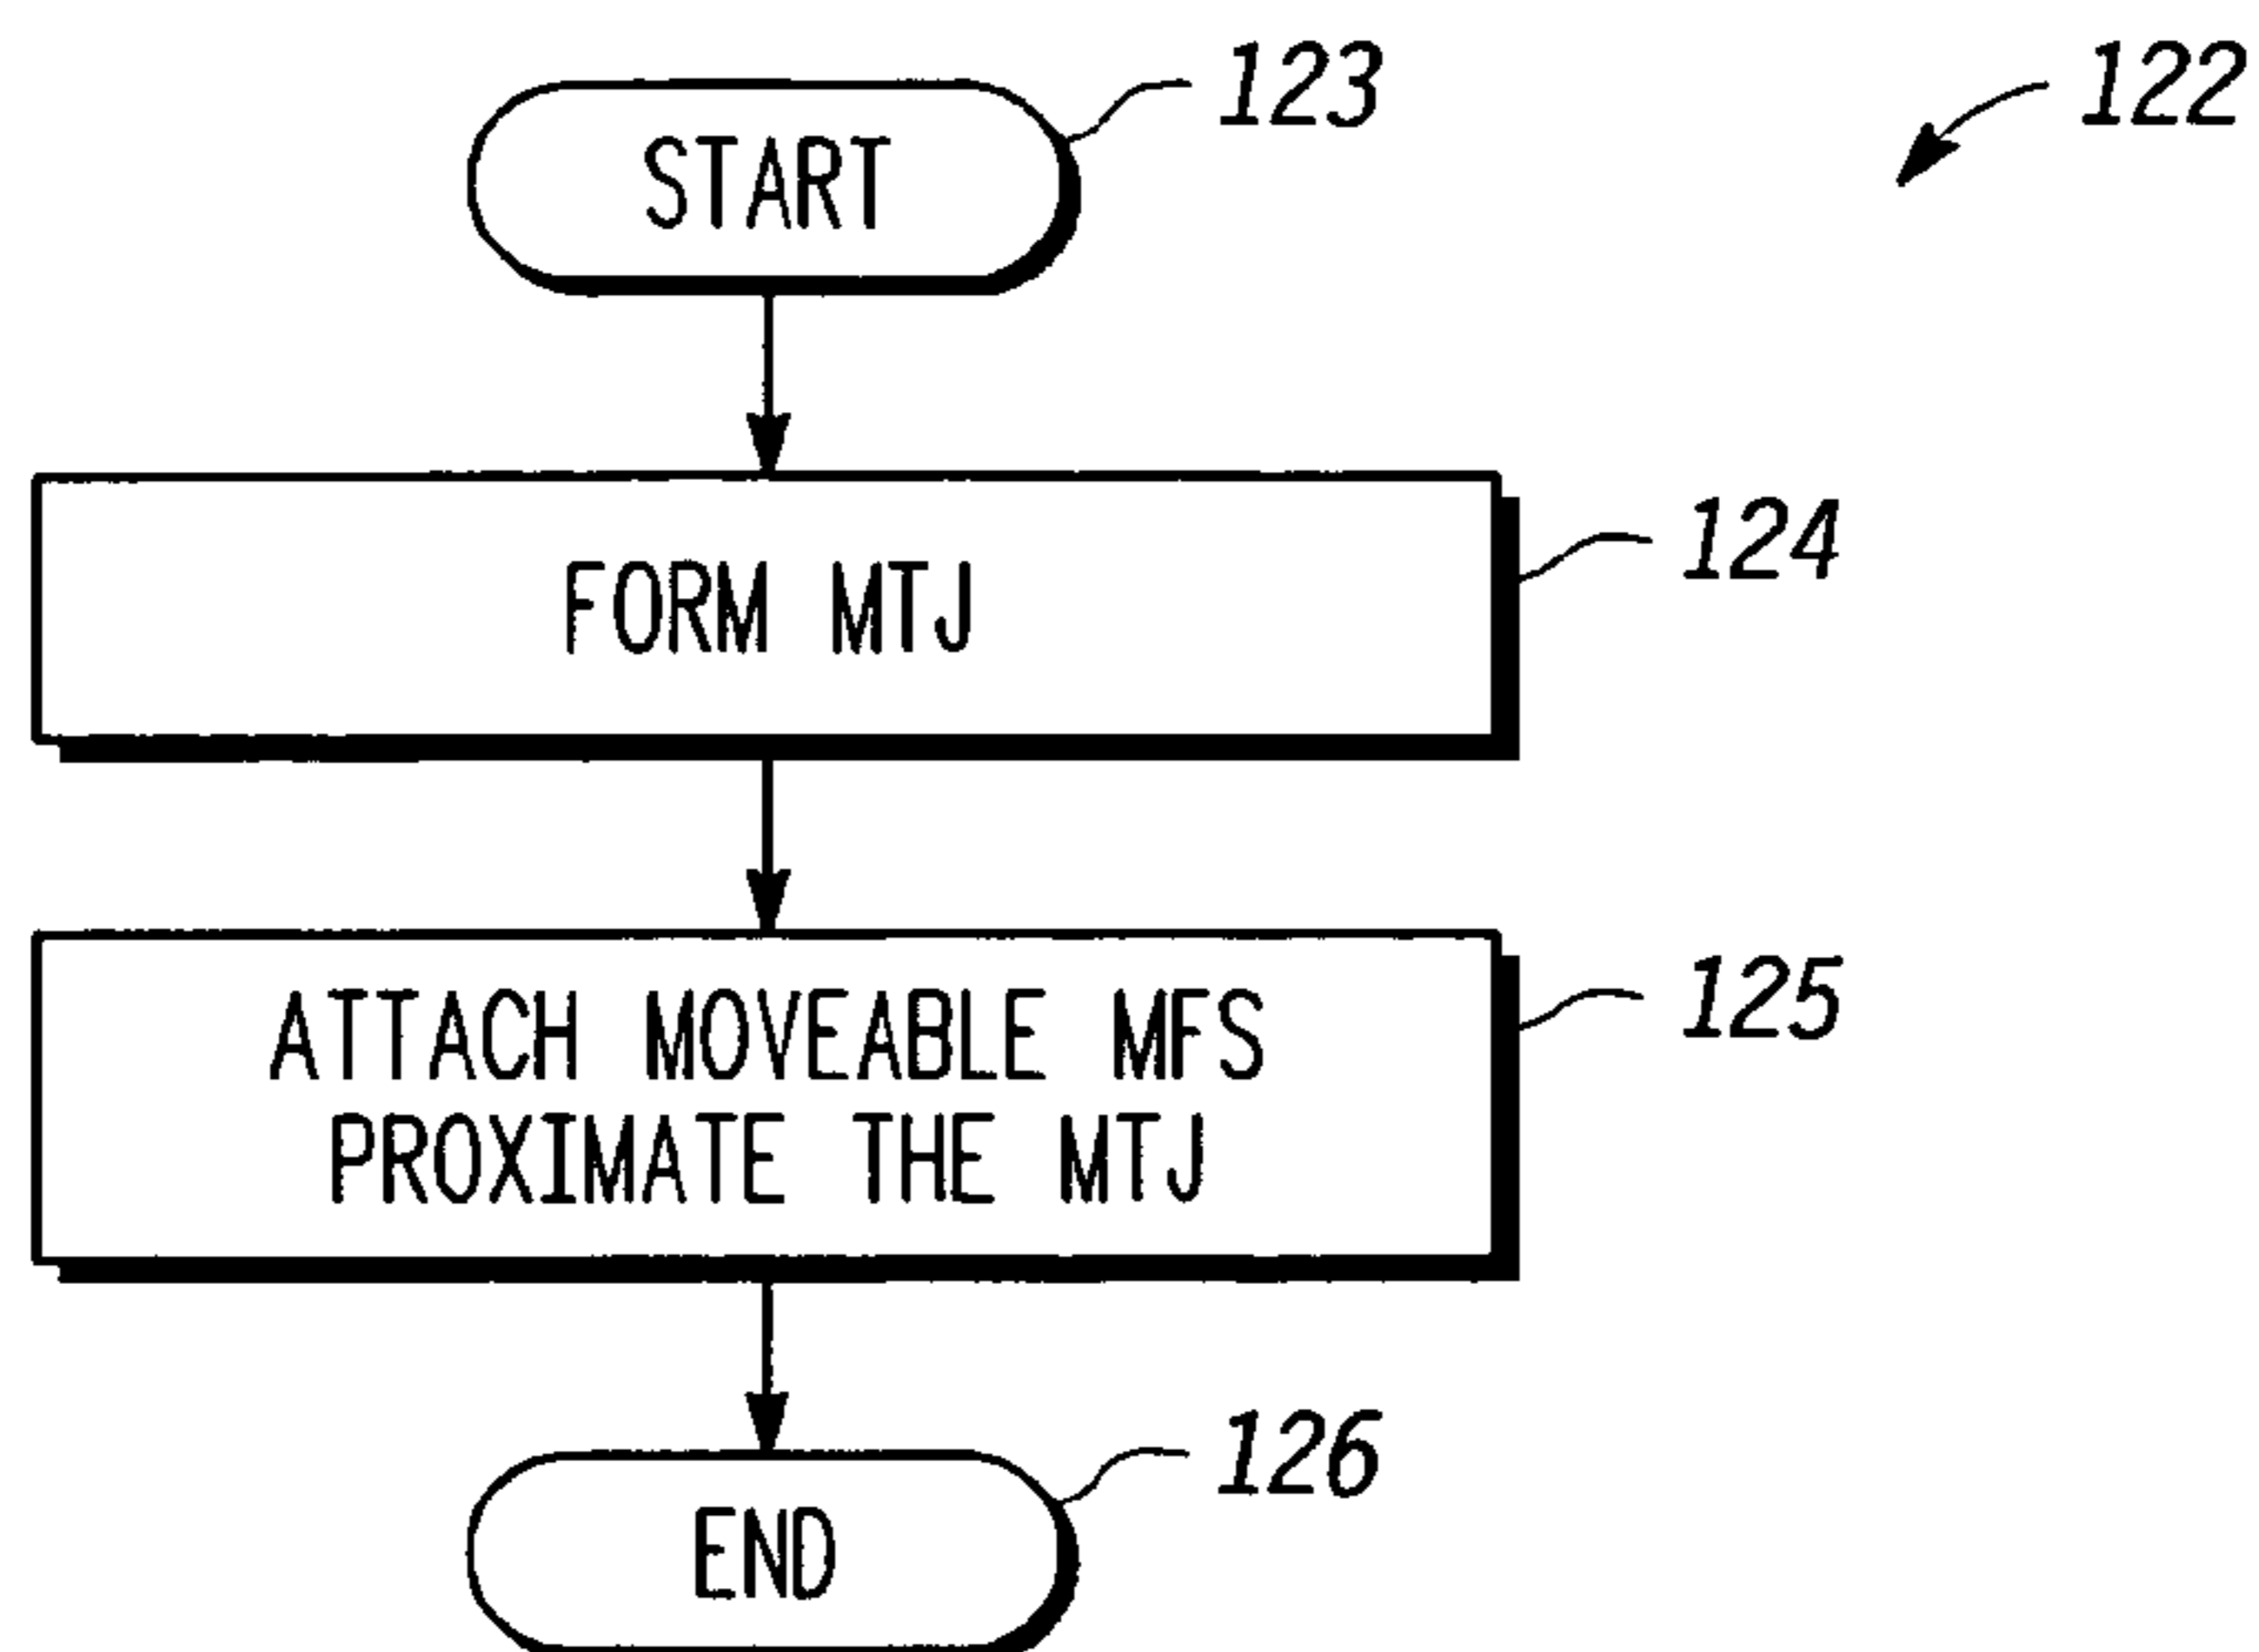 START
123
122
FORM MTJ
124
ATTACH MOVEABLE MFS
PROXIMATE THE MTJ
125
END
126